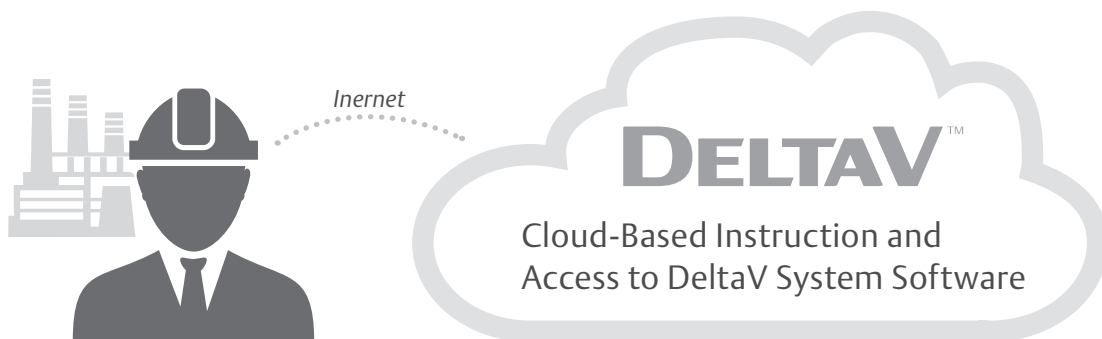 Inernet
DELTAV™
Cloud-Based Instruction and
Access to DeltaV System Software